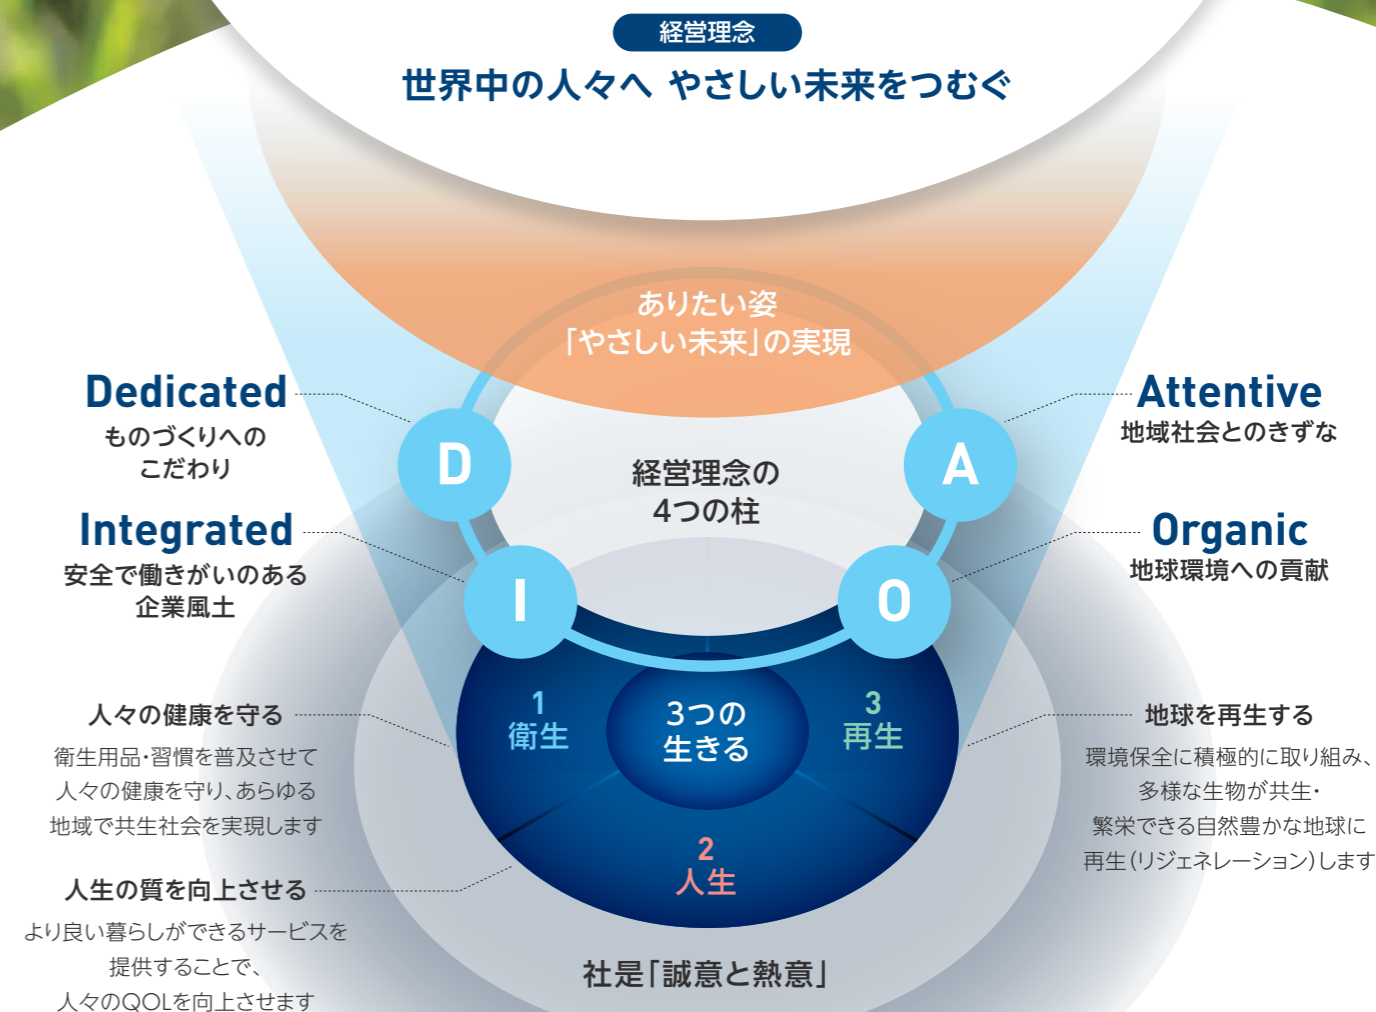 経営理念
世界中の人々へ やさしい未来をつむぐ
ありたい姿
「やさしい未来」の実現
Dedicated
ものづくりへの
こだわり
D
経営理念の
4つの柱
A
Attentive
地域社会とのきずな
Integrated
安全で働きがいのある
企業風土
I
O
Organic
地球環境への貢献
人々の健康を守る
衛生用品・習慣を普及させて
人々の健康を守り、あらゆる
地域で共生社会を実現します
1
衛生
3つの
生きる
3
再生
地球を再生する
環境保全に積極的に取り組み、
多様な生物が共生・
繁栄できる自然豊かな地球に
再生(リジェネレーション)します
2
人生
人生の質を向上させる
より良い暮らしができるサービスを
提供することで、
人々のQOLを向上させます
社是「誠意と熱意」